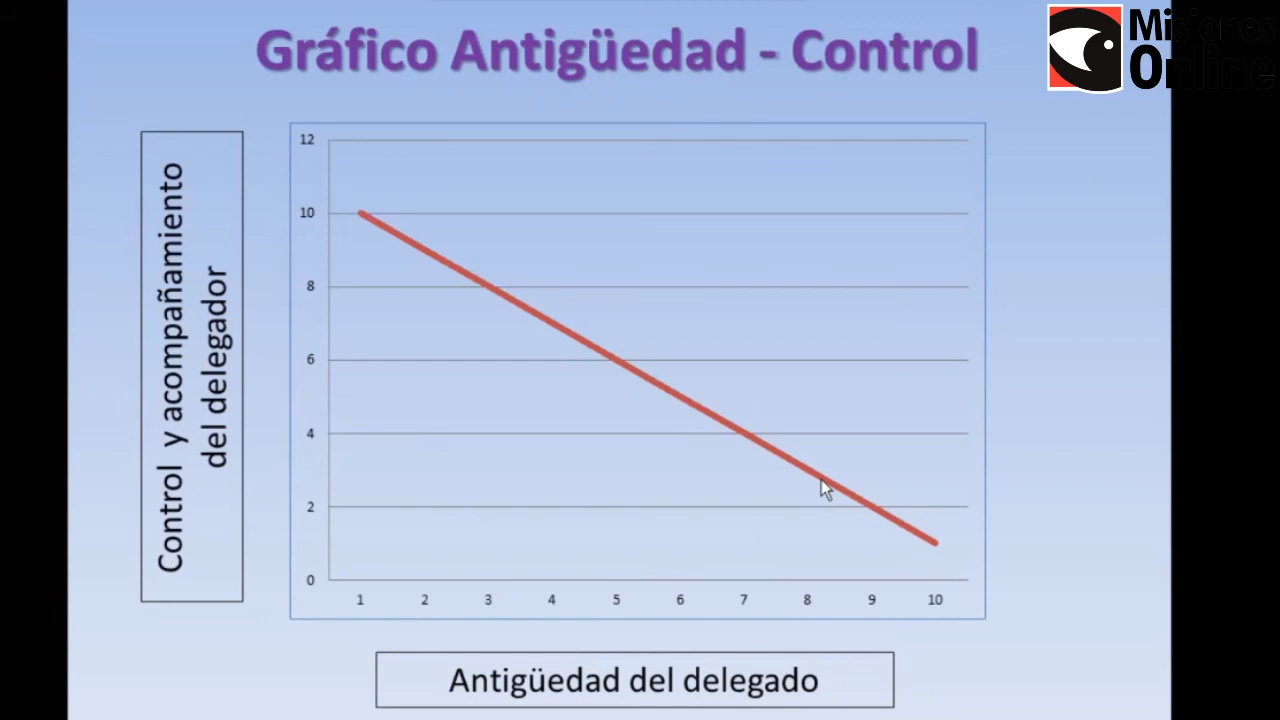 Gráfico Antigüedad - Control
Misiones
Online
Control y acompañamiento
del delegador
12
10
8
6
4
2
0
1 2 3 4 5 6 7 8 9 10
Antigüedad del delegado